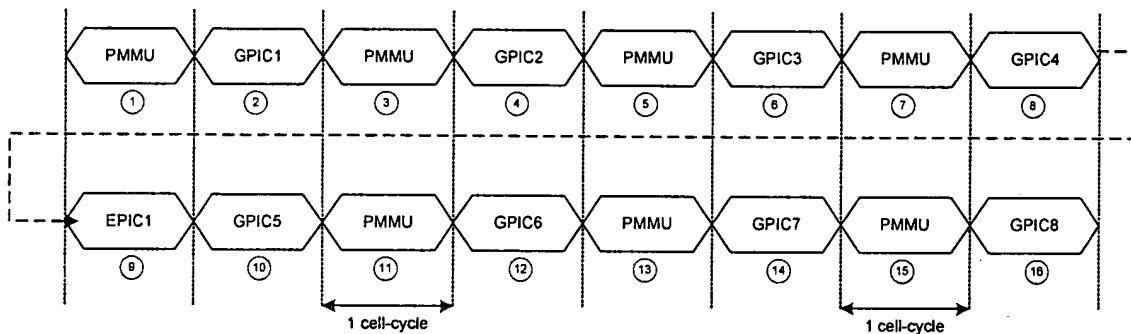 PMMU GPIC1 PMMU GPIC2 PMMU GPIC3 PMMU GPIC4
1 2 3 4 5 6 7 8
EPIC1 GPIC5 PMMU GPIC6 PMMU GPIC7 PMMU GPIC8
9 10 11 12 13 14 15 16
1 cell-cycle 1 cell-cycle